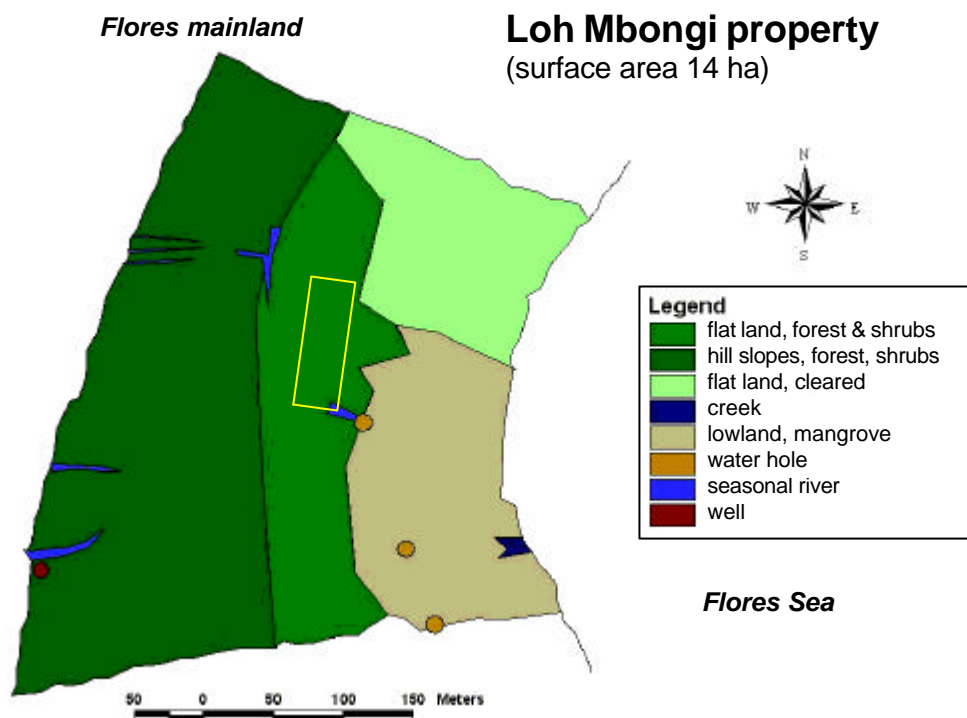 Flores mainland
Loh Mbongi property
(surface area 14 ha)
N
W E
S
Legend
flat land, forest & shrubs
hill slopes, forest, shrubs
flat land, cleared
creek
lowland, mangrove
water hole
seasonal river
well
Flores Sea
50 0 50 100 150 Meters